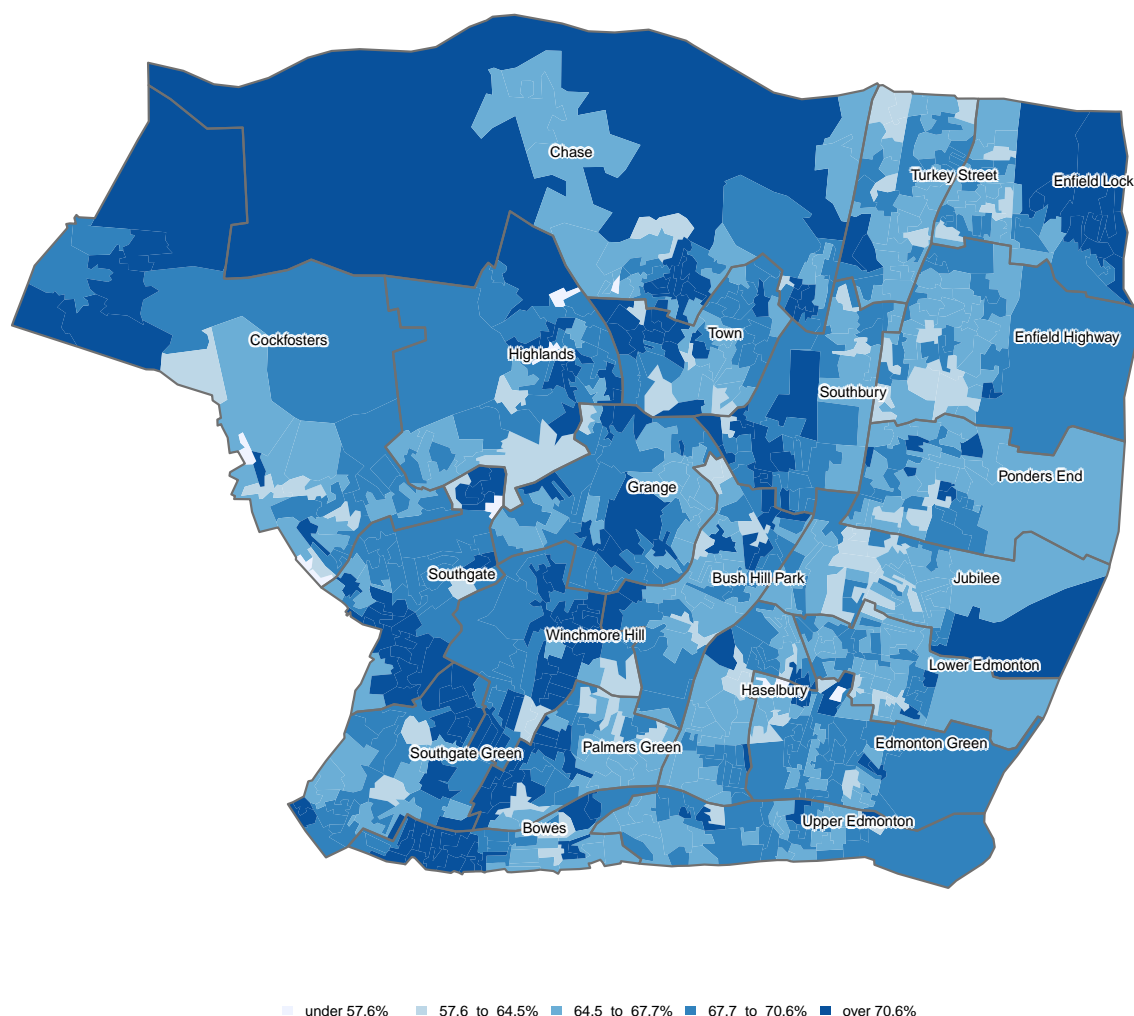 Chase
Turkey Street
Enfield Lock
Cockfosters
Highlands
Town
Enfield Highway
Southbury
Grange
Ponders End
Southgate
Bush Hill Park
Jubilee
Winchmore Hill
Lower Edmonton
Haselbury
Southgate Green
Palmers Green
Edmonton Green
Bowes
Upper Edmonton
under 57.6% 57.6 to 64.5% 64.5 to 67.7% 67.7 to 70.6% over 70.6%